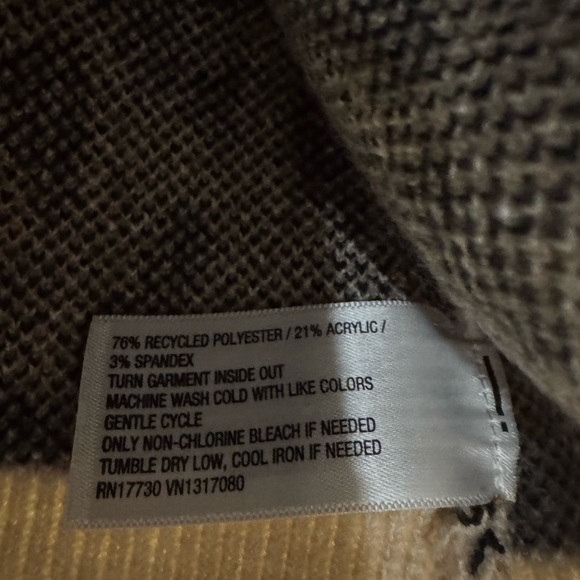 76% RECYCLED POLYESTER / 21% ACRYLIC /
3% SPANDEX
TURN GARMENT INSIDE OUT
MACHINE WASH COLD WITH LIKE COLORS
GENTLE CYCLE
ONLY NON-CHLORINE BLEACH IF NEEDED
TUMBLE DRY LOW, COOL IRON IF NEEDED
RN17730 VN1317080